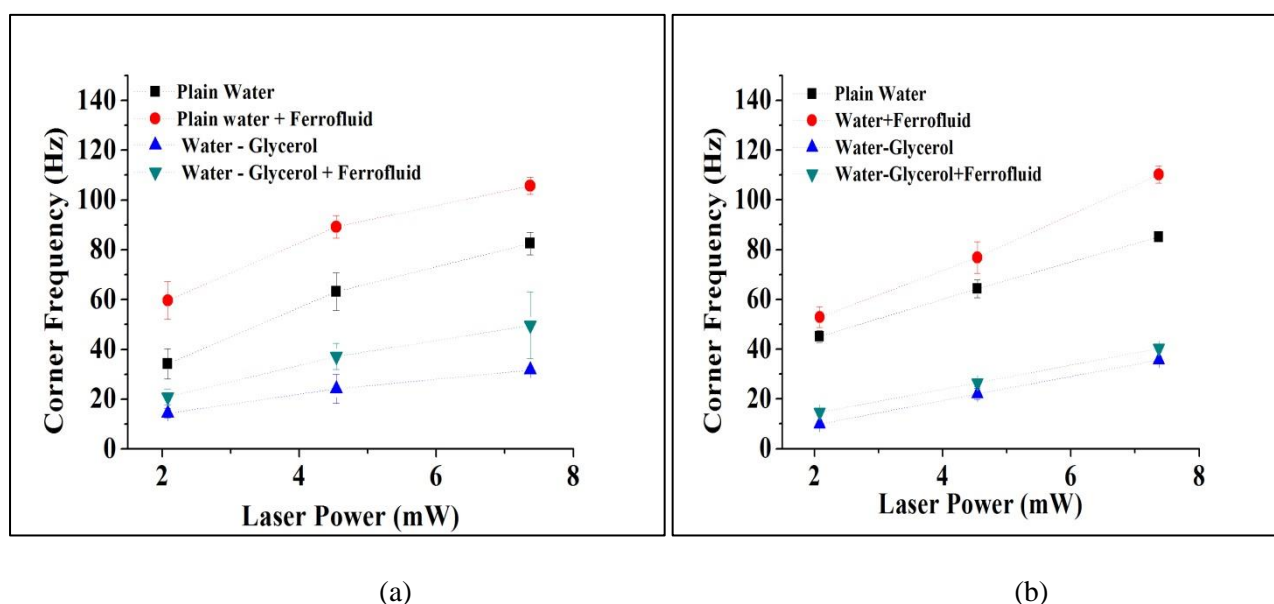 140
120
100
80
60
40
20
0
Corner Frequency (Hz)
Plain Water
Plain water + Ferrofluid
Water - Glycerol
Water - Glycerol + Ferrofluid
2 4 6 8
Laser Power (mW)
(a)
140
120
100
80
60
40
20
0
Corner Frequency (Hz)
Plain Water
Water+Ferrofluid
Water-Glycerol
Water-Glycerol+Ferrofluid
2 4 6 8
Laser Power (mW)
(b)